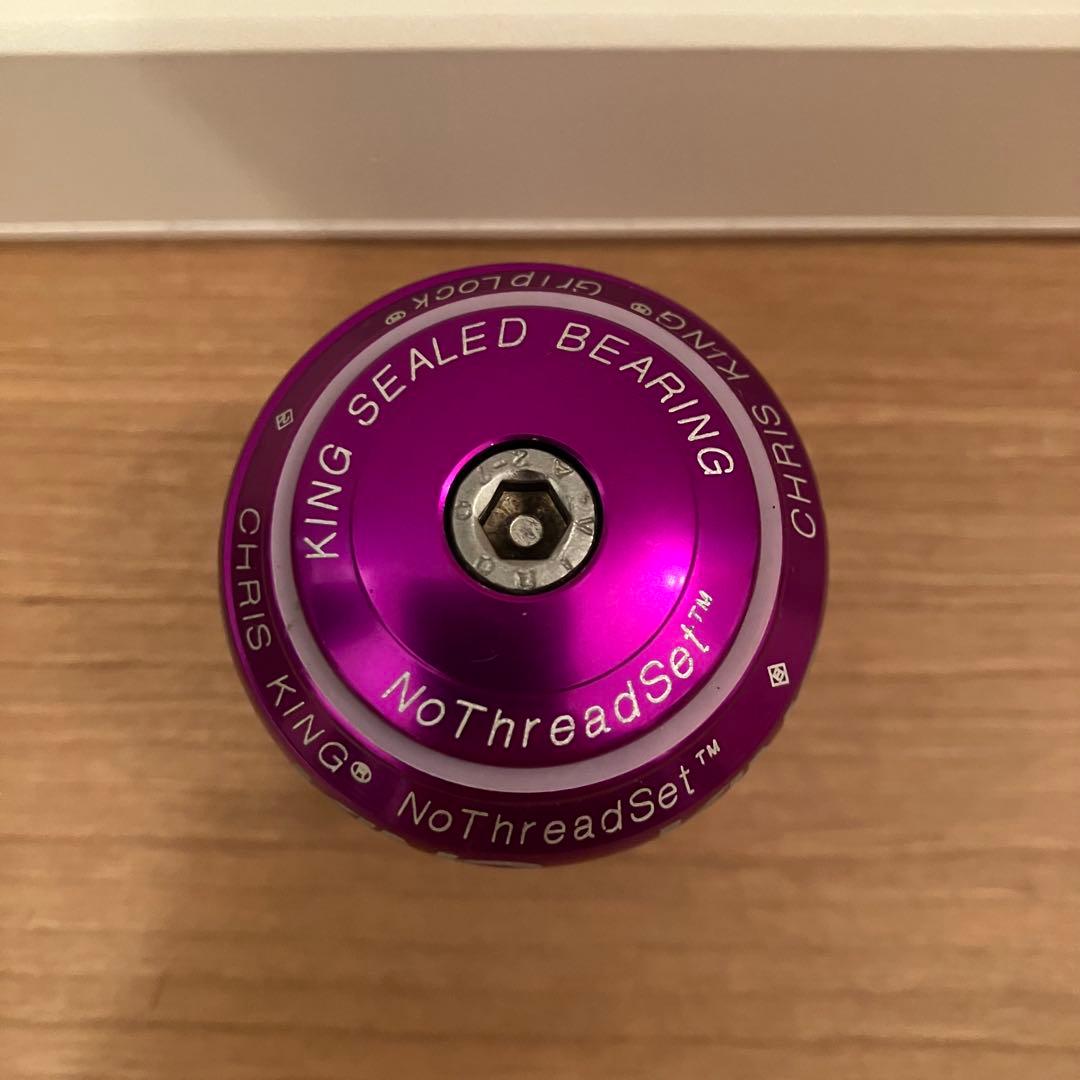 KING SEALED BEARING
NoThreadSet™
CHRIS KING® NoThreadSet™
CHRIS KING® GripLock®